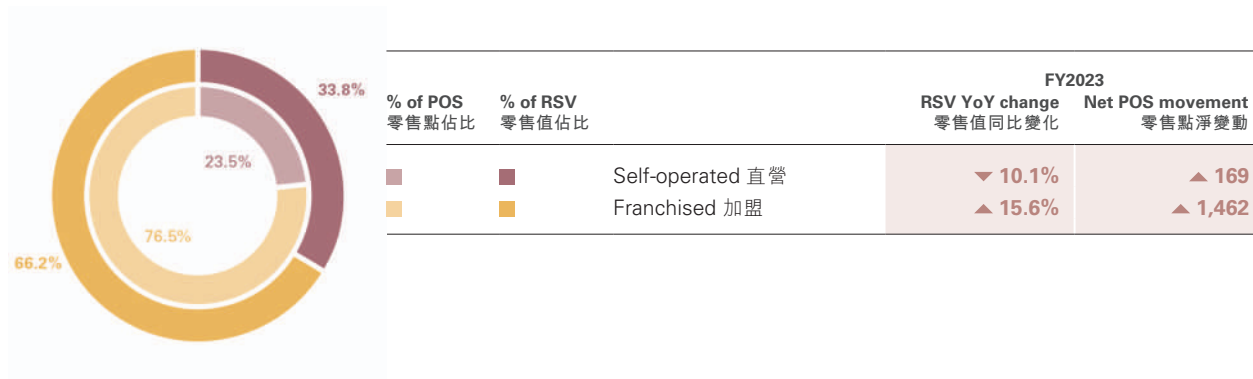 33.8%
23.5%
76.5%
66.2%
FY2023
% of POS % of RSV RSV YoY change Net POS movement
零售點佔比 零售值佔比 零售值同比變化 零售點淨變動
Self-operated 直營 ▼ 10.1% ▲ 169
Franchised 加盟 ▲ 15.6% ▲ 1,462